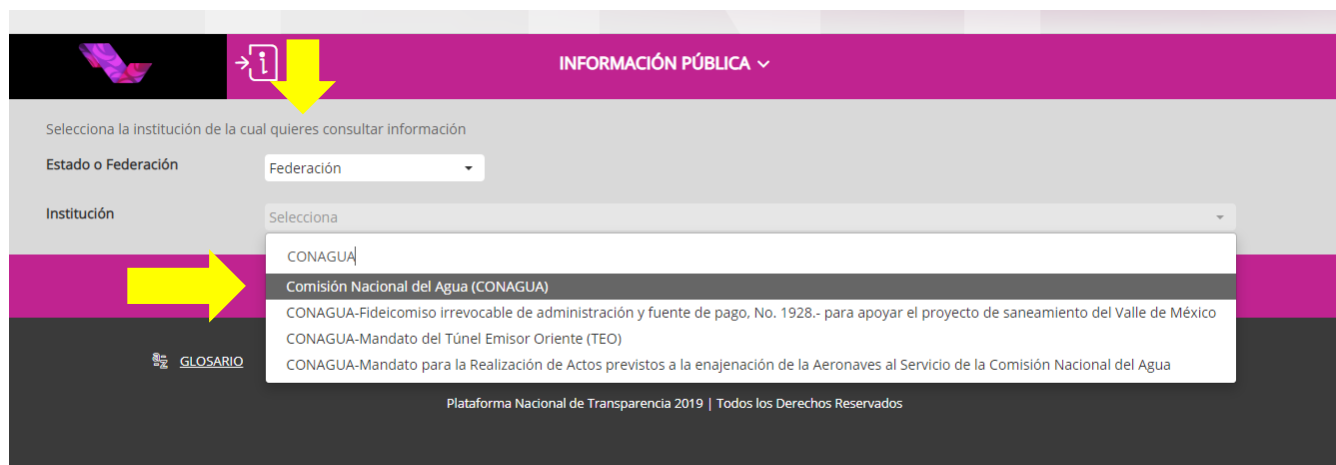 INFORMACIÓN PÚBLICA
Selecciona la institución de la cual quieres consultar información
Estado o Federación
Federación
Institución
Selecciona
CONAGUA
Comisión Nacional del Agua (CONAGUA)
CONAGUA-Fideicomiso irrevocable de administración y fuente de pago, No. 1928.- para apoyar el proyecto de saneamiento del Valle de México
CONAGUA-Mandato del Túnel Emisor Oriente (TEO)
CONAGUA-Mandato para la Realización de Actos previstos a la enajenación de la Aeronaves al Servicio de la Comisión Nacional del Agua
GLOSARIO
Plataforma Nacional de Transparencia 2019 | Todos los Derechos Reservados